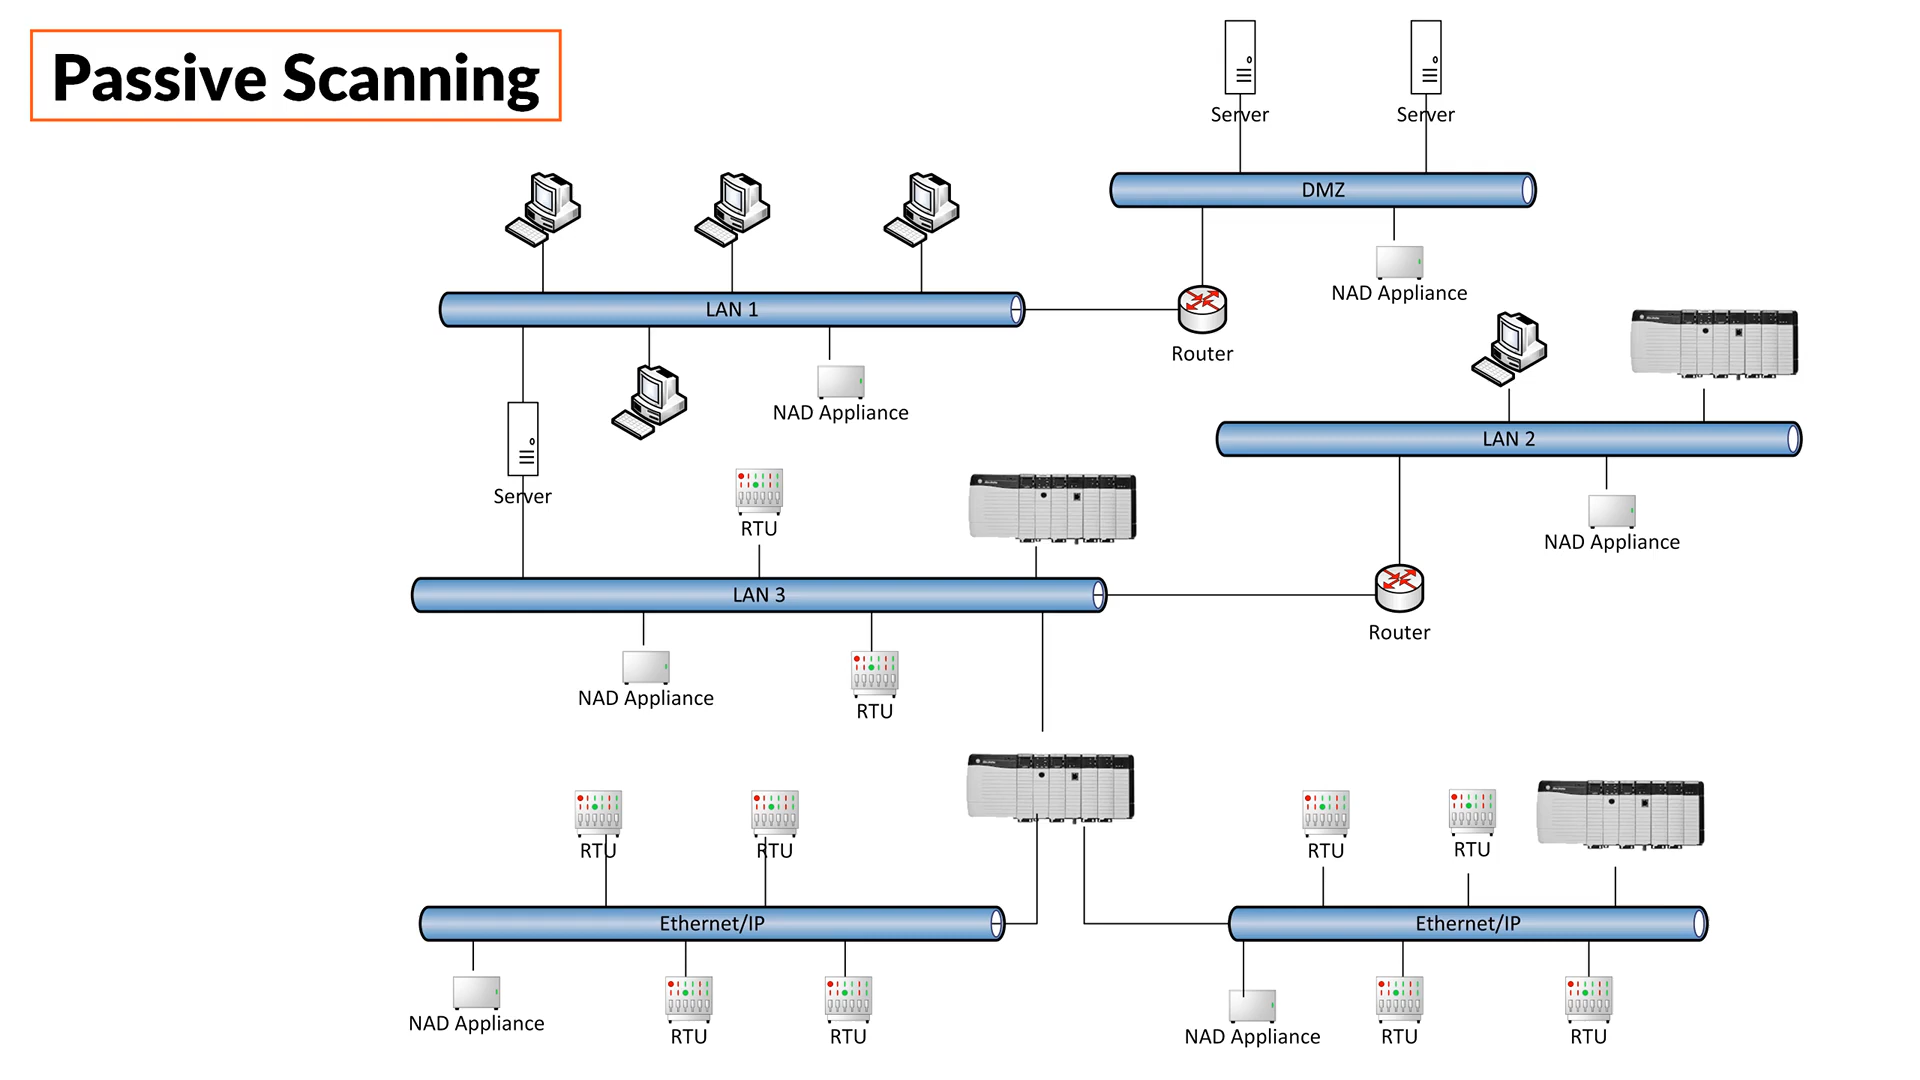 Passive Scanning
Server
Server
DMZ
NAD Appliance
LAN 1
Router
NAD Appliance
LAN 2
Server
RTU
NAD Appliance
LAN 3
Router
NAD Appliance
RTU
RTU
RTU
RTU
RTU
Ethernet/IP
Ethernet/IP
NAD Appliance
RTU
RTU
NAD Appliance
RTU
RTU